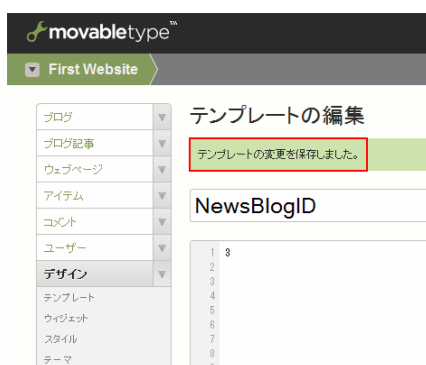 movabletype™
First Website
ブログ
ブログ記事
ウェブページ
アイテム
コメント
ユーザー
デザイン
テンプレート
ウィジェット
スタイル
テーマ
テンプレートの編集
テンプレートの変更を保存しました。
NewsBlogID
1 3
2
3
4
5
6
7
8